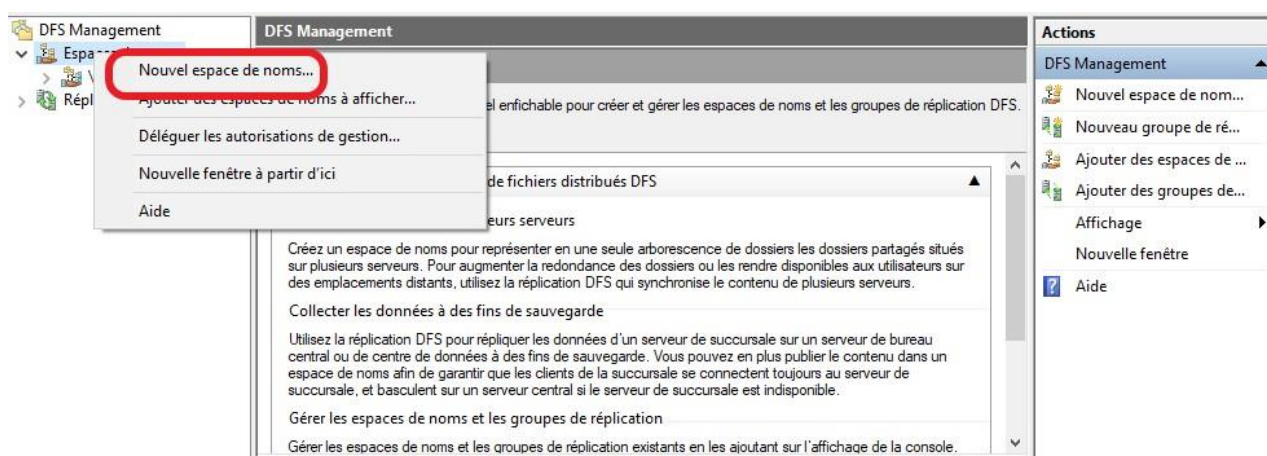 DFS Management
Espaces
Répl
Nouvel espace de noms...
Ajouter des espaces de noms à afficher...
Déléguer les autorisations de gestion...
Nouvelle fenêtre à partir d'ici
Aide
DFS Management
el enfichable pour créer et gérer les espaces de noms et les groupes de réplication DFS.
de fichiers distribués DFS
eurs serveurs
Créez un espace de noms pour représenter en une seule arborescence de dossiers les dossiers partagés situés
sur plusieurs serveurs. Pour augmenter la redondance des dossiers ou les rendre disponibles aux utilisateurs sur
des emplacements distants, utilisez la réplication DFS qui synchronise le contenu de plusieurs serveurs.
Collecter les données à des fins de sauvegarde
Utilisez la réplication DFS pour répliquer les données d'un serveur de succursale sur un serveur de bureau
central ou de centre de données à des fins de sauvegarde. Vous pouvez en plus publier le contenu dans un
espace de noms afin de garantir que les clients de la succursale se connectent toujours au serveur de
succursale, et basculent sur un serveur central si le serveur de succursale est indisponible.
Gérer les espaces de noms et les groupes de réplication
Gérer les espaces de noms et les groupes de réplication existants en les ajoutant sur l'affichage de la console.
Actions
DFS Management
Nouvel espace de nom...
Nouveau groupe de ré...
Ajouter des espaces de ...
Ajouter des groupes de...
Affichage
Nouvelle fenêtre
Aide